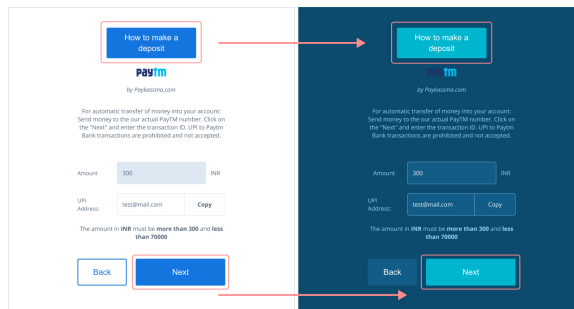 How to make a
deposit
Paytm
by Paykassma.com
For automatic transfer of money into your account:
Send money to the our actual PayTM number. Click on
the "Next" and enter the transaction ID. UPI to Paytm
Bank transactions are prohibited and not accepted.
Amount 300 INR
UPI
Address: test@mail.com Copy
The amount in INR must be more than 300 and less
than 70000
Back Next
How to make a
deposit
Paytm
by Paykassma.com
For automatic transfer of money into your account:
Send money to the our actual PayTM number. Click on
the "Next" and enter the transaction ID. UPI to Paytm
Bank transactions are prohibited and not accepted.
Amount 300 INR
UPI
Address: test@mail.com Copy
The amount in INR must be more than 300 and less
than 70000
Back Next